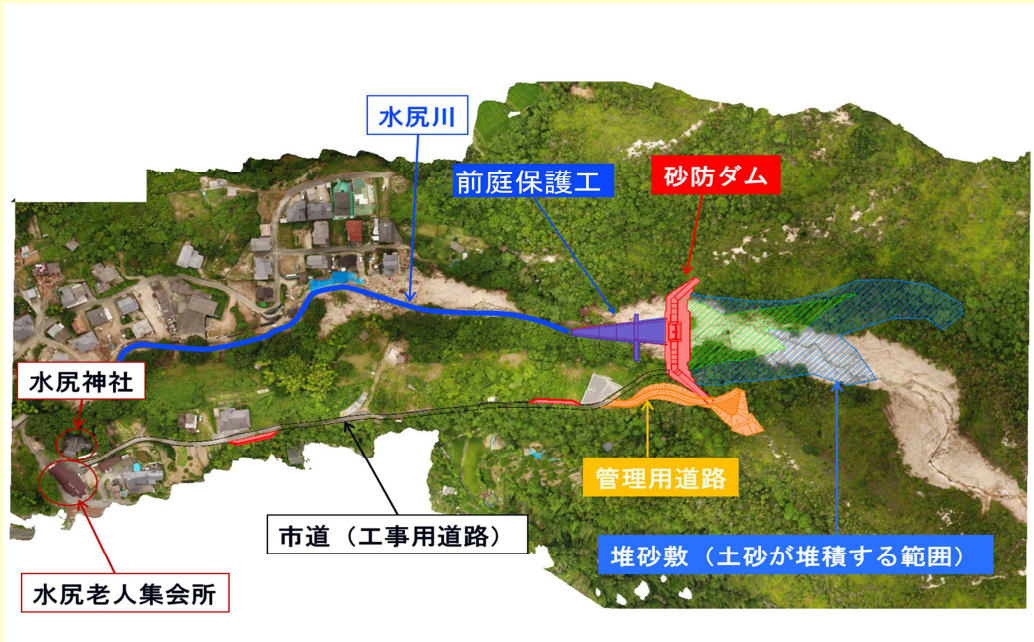 水尻川
前庭保護工
砂防ダム
水尻神社
管理用道路
市道（工事用道路）
堆砂敷（土砂が堆積する範囲）
水尻老人集会所